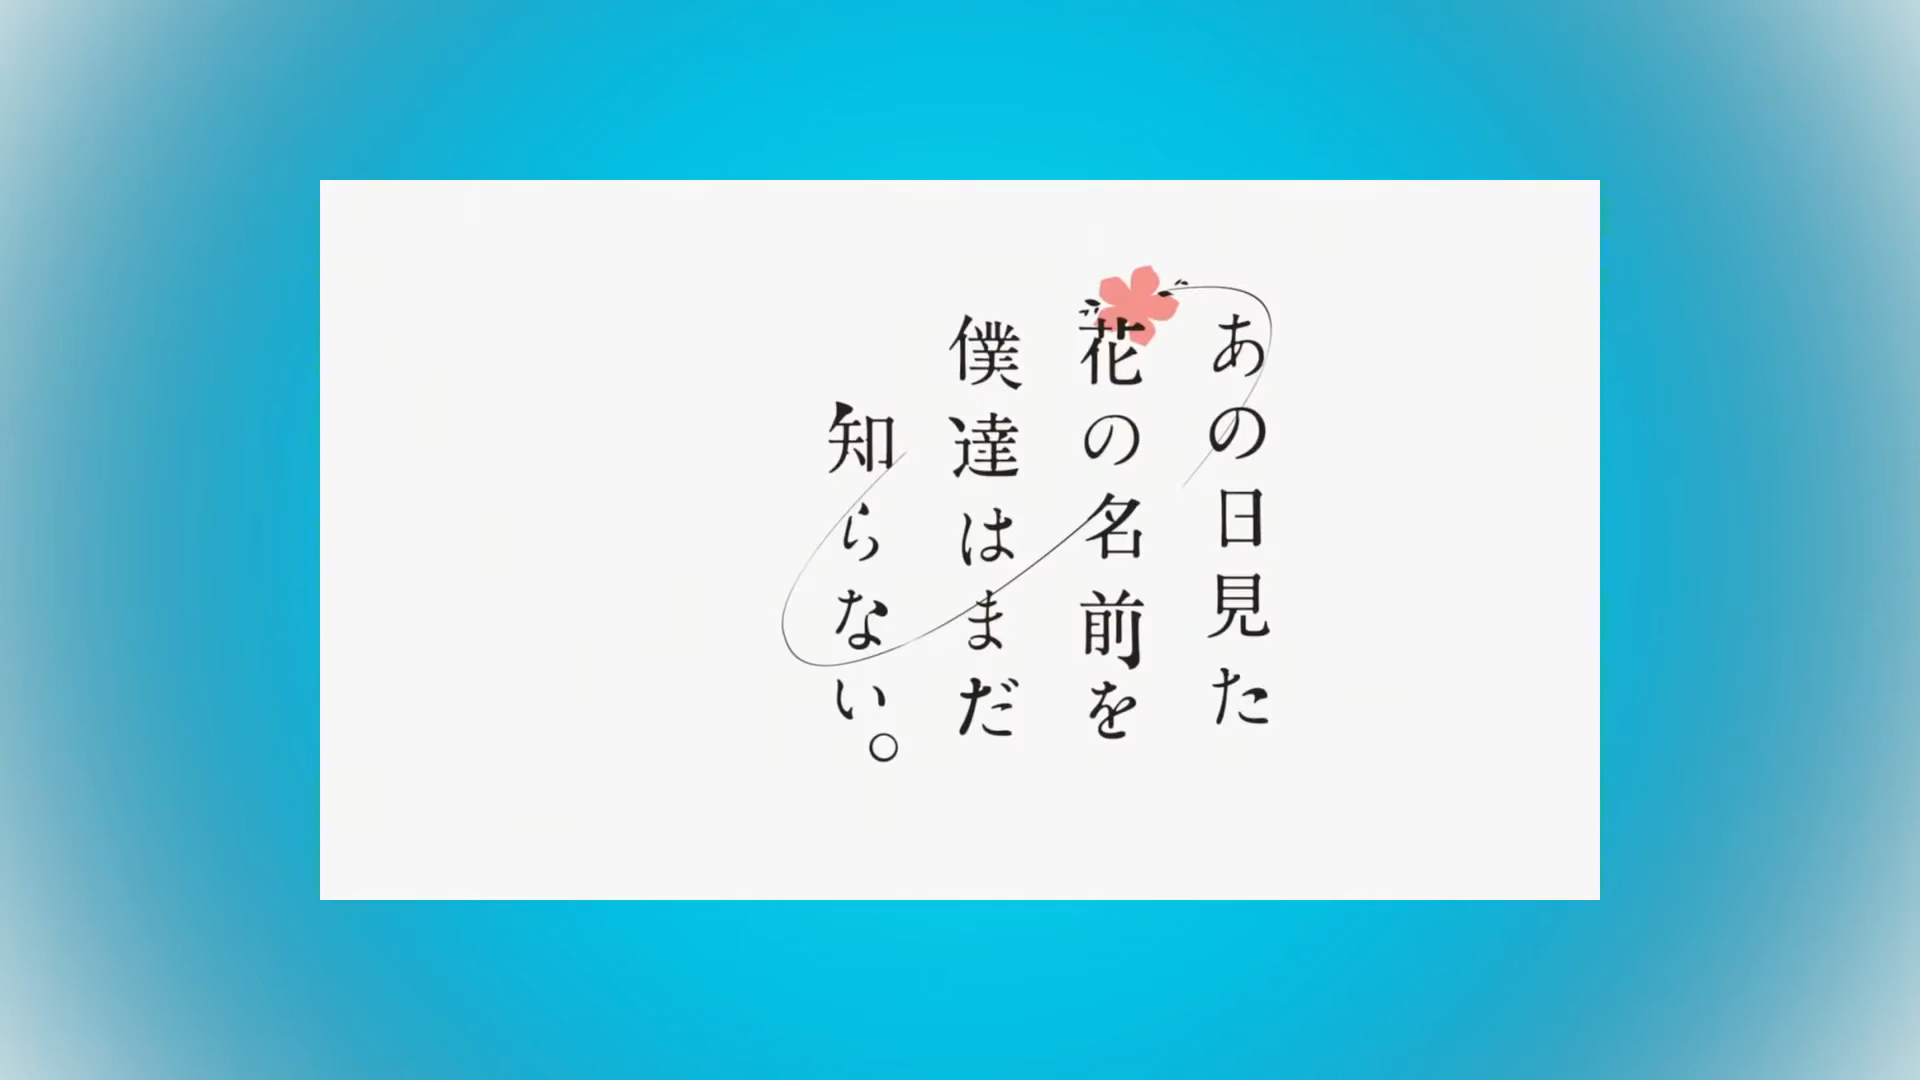 あの日見た
花の名前を
僕達はまだ
知らない。